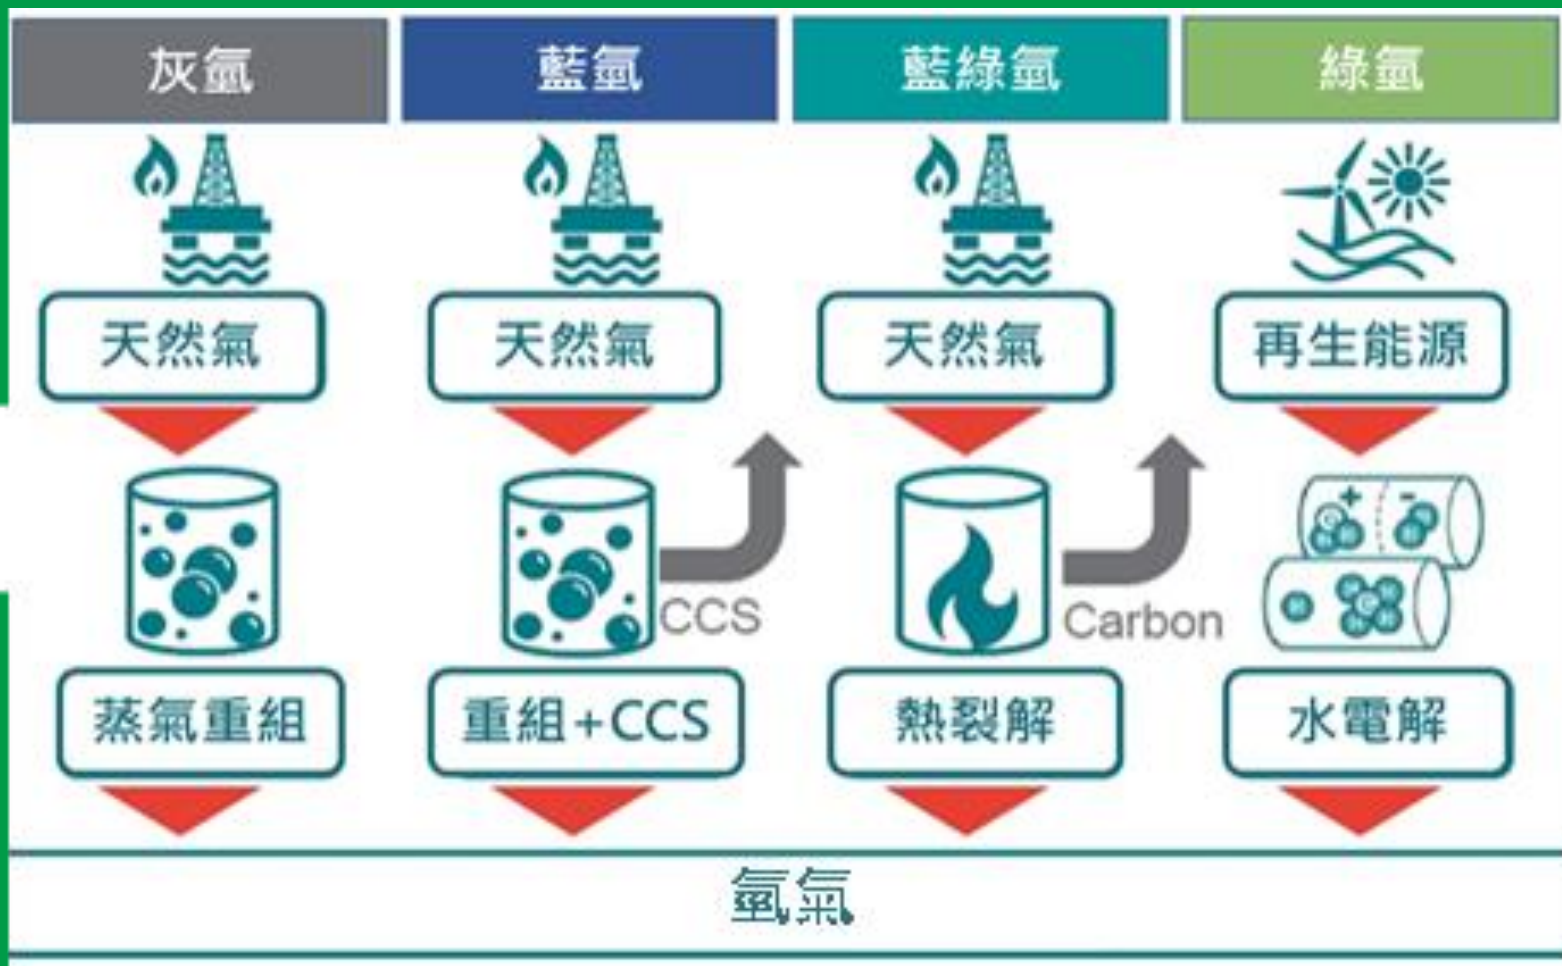 灰氫
藍氫
藍綠氫
綠氫
天然氣
天然氣
天然氣
再生能源
CCS
Carbon
蒸氣重組
重組+CCS
熱裂解
水電解
氫氣